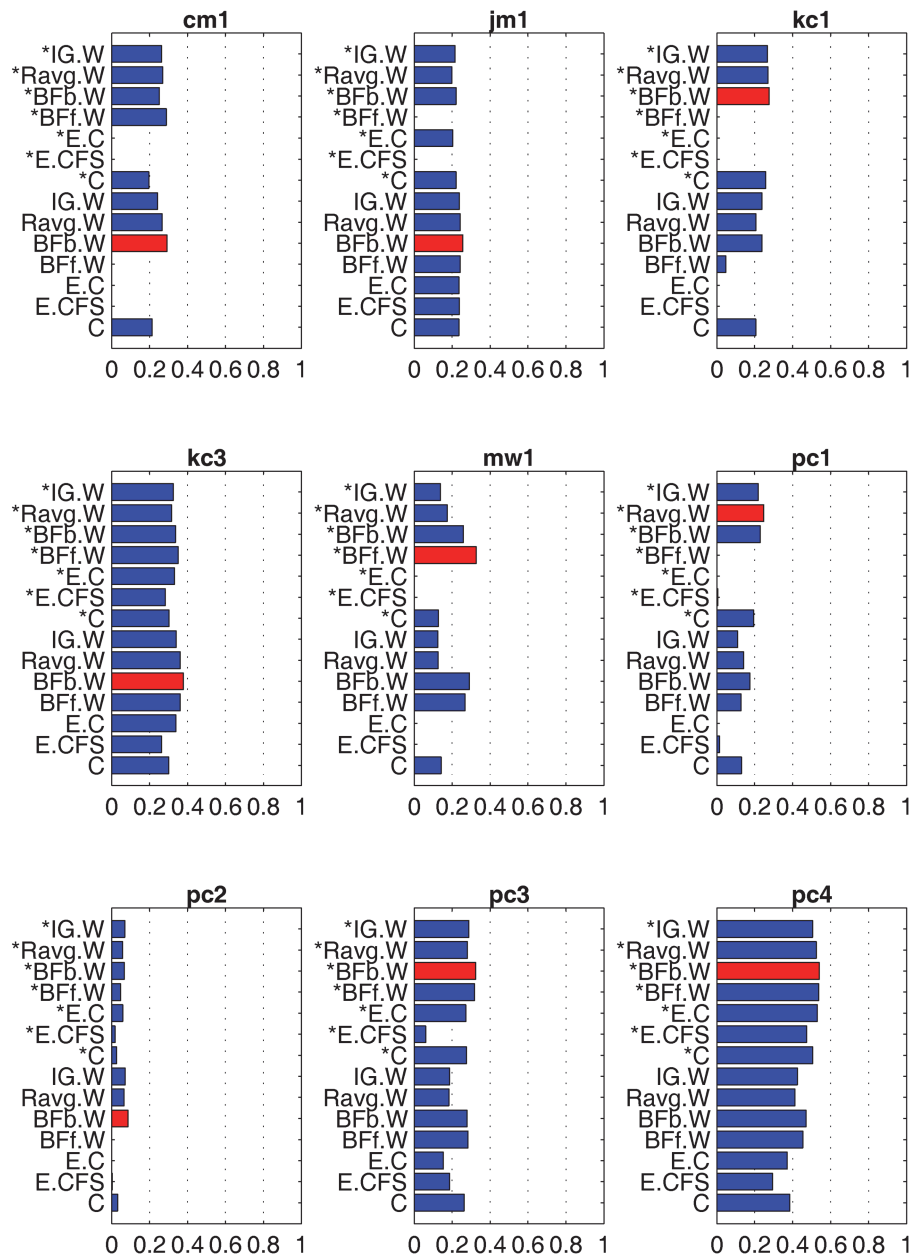 cm1
*IG.W
*Ravg.W
*BFb.W
*BFf.W
*E.C
*E.CFS
*C
IG.W
Ravg.W
BFb.W
BFf.W
E.C
E.CFS
C
0 0.2 0.4 0.6 0.8 1
jm1
*IG.W
*Ravg.W
*BFb.W
*BFf.W
*E.C
*E.CFS
*C
IG.W
Ravg.W
BFb.W
BFf.W
E.C
E.CFS
C
0 0.2 0.4 0.6 0.8 1
kc1
*IG.W
*Ravg.W
*BFb.W
*BFf.W
*E.C
*E.CFS
*C
IG.W
Ravg.W
BFb.W
BFf.W
E.C
E.CFS
C
0 0.2 0.4 0.6 0.8 1
kc3
*IG.W
*Ravg.W
*BFb.W
*BFf.W
*E.C
*E.CFS
*C
IG.W
Ravg.W
BFb.W
BFf.W
E.C
E.CFS
C
0 0.2 0.4 0.6 0.8 1
mw1
*IG.W
*Ravg.W
*BFb.W
*BFf.W
*E.C
*E.CFS
*C
IG.W
Ravg.W
BFb.W
BFf.W
E.C
E.CFS
C
0 0.2 0.4 0.6 0.8 1
pc1
*IG.W
*Ravg.W
*BFb.W
*BFf.W
*E.C
*E.CFS
*C
IG.W
Ravg.W
BFb.W
BFf.W
E.C
E.CFS
C
0 0.2 0.4 0.6 0.8 1
pc2
*IG.W
*Ravg.W
*BFb.W
*BFf.W
*E.C
*E.CFS
*C
IG.W
Ravg.W
BFb.W
BFf.W
E.C
E.CFS
C
0 0.2 0.4 0.6 0.8 1
pc3
*IG.W
*Ravg.W
*BFb.W
*BFf.W
*E.C
*E.CFS
*C
IG.W
Ravg.W
BFb.W
BFf.W
E.C
E.CFS
C
0 0.2 0.4 0.6 0.8 1
pc4
*IG.W
*Ravg.W
*BFb.W
*BFf.W
*E.C
*E.CFS
*C
IG.W
Ravg.W
BFb.W
BFf.W
E.C
E.CFS
C
0 0.2 0.4 0.6 0.8 1